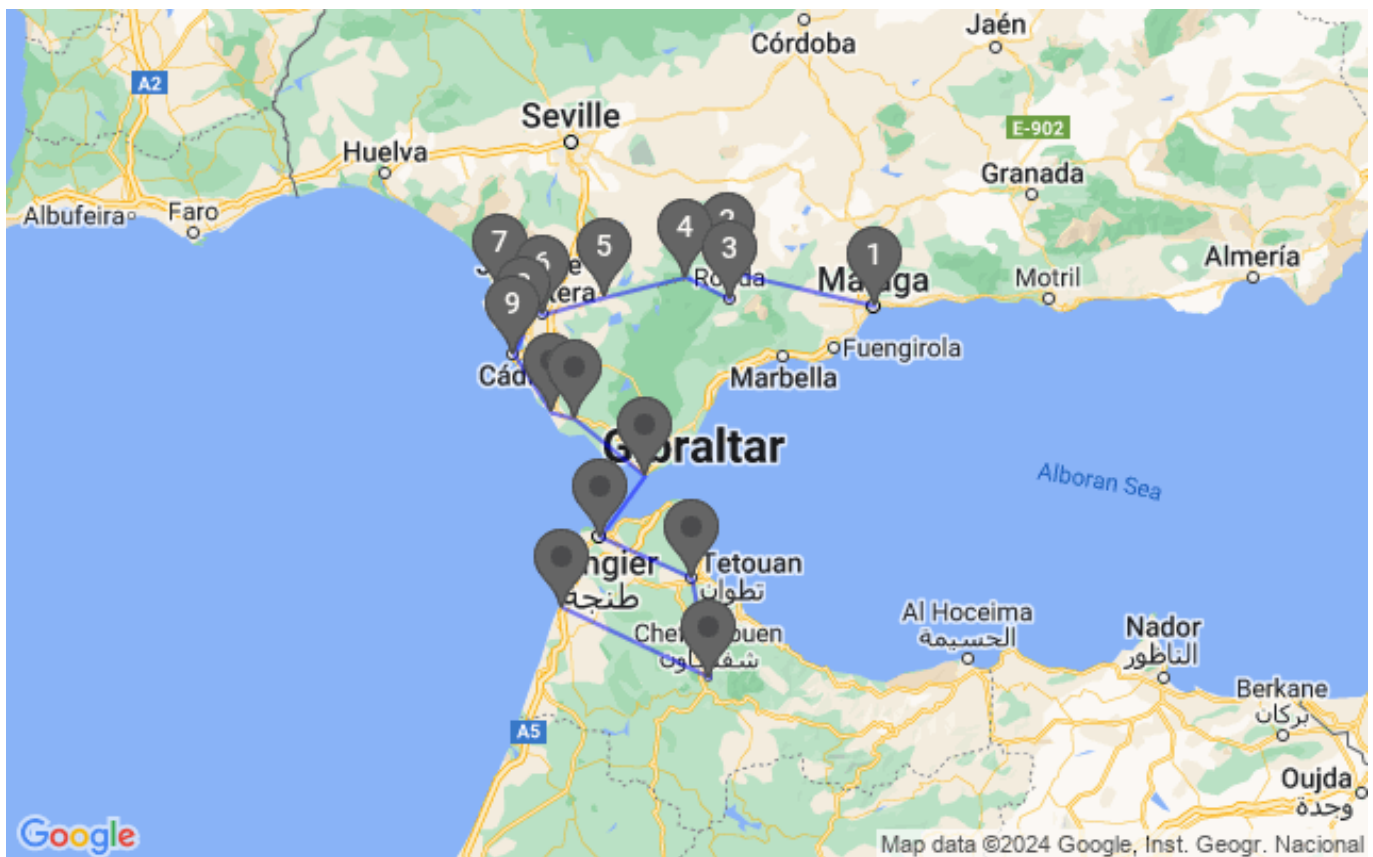 Córdoba
Jaén
A2
Seville
E-902
Huelva
Granada
Albufeira
Faro
Almería
7
6
5
4
3
1
Motril
9
Fuengirola
Marbella
Gibraltar
Alboran Sea
Tetouan
تطوان
طنجة
Al Hoceima
الحسيمة
Nador
الناظور
Berkane
بركان
A5
Oujda
وجدة
Google
Map data ©2024 Google, Inst. Geogr. Nacional